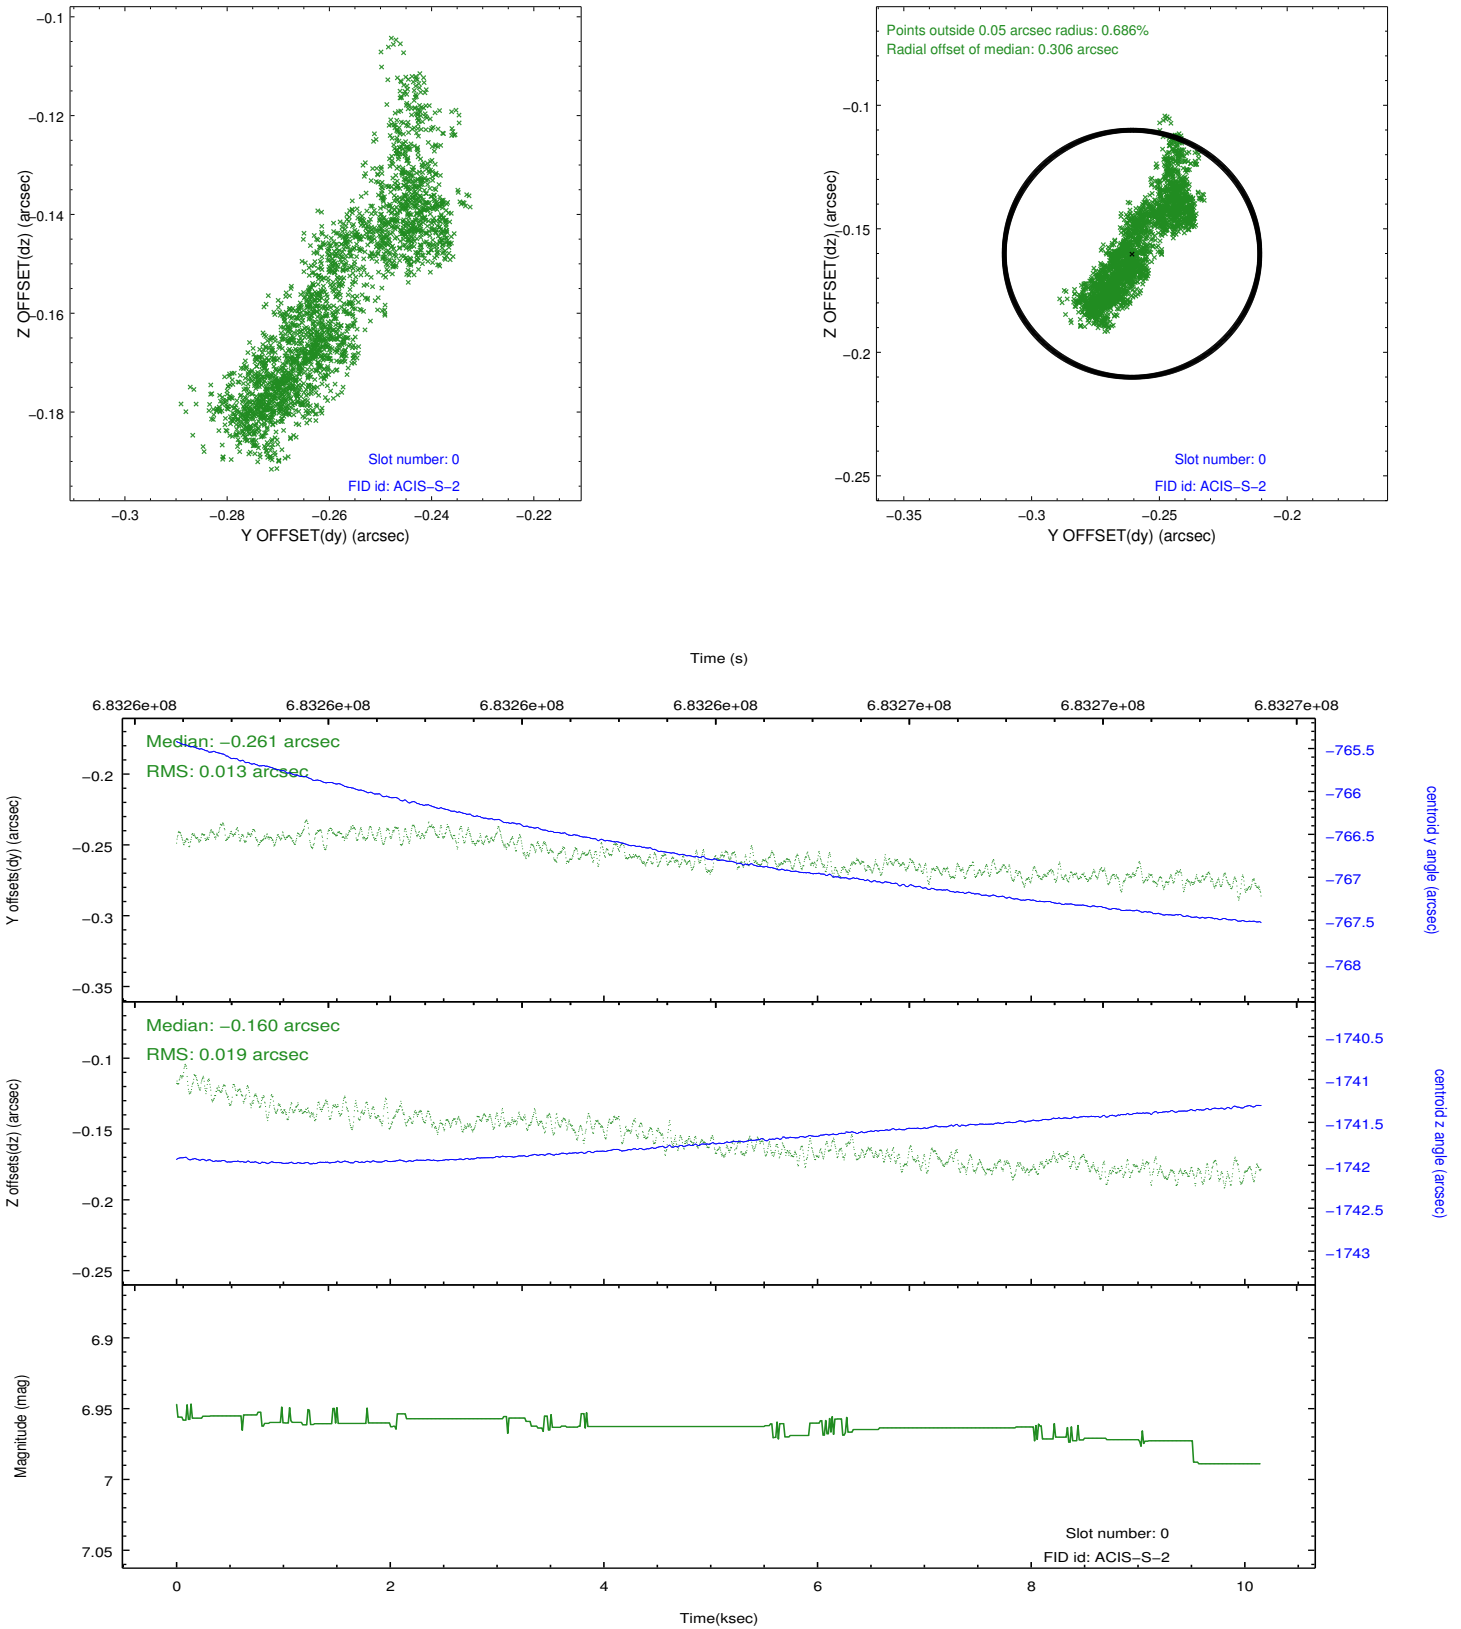 −0.1
−0.12
−0.14
−0.16
−0.18
Z OFFSET(dz) (arcsec)
Slot number: 0
FID id: ACIS−S−2
−0.3
−0.28
−0.26
−0.24
−0.22
Y OFFSET(dy) (arcsec)
Points outside 0.05 arcsec radius: 0.686%
Radial offset of median: 0.306 arcsec
−0.1
−0.15
−0.2
−0.25
Z OFFSET(dz) (arcsec)
Slot number: 0
FID id: ACIS−S−2
−0.35
−0.3
−0.25
−0.2
Y OFFSET(dy) (arcsec)
Time (s)
6.8326e+08
6.8326e+08
6.8326e+08
6.8326e+08
6.8327e+08
6.8327e+08
6.8327e+08
Median: −0.261 arcsec
RMS: 0.013 arcsec
−0.2
−0.25
−0.3
−0.35
Y offsets(dy) (arcsec)
−765.5
−766
−766.5
−767
−767.5
−768
centroid y angle (arcsec)
Median: −0.160 arcsec
RMS: 0.019 arcsec
−0.1
−0.15
−0.2
−0.25
Z offsets(dz) (arcsec)
−1740.5
−1741
−1741.5
−1742
−1742.5
−1743
centroid z angle (arcsec)
6.9
6.95
7
7.05
Magnitude (mag)
Slot number: 0
FID id: ACIS−S−2
0
2
4
6
8
10
Time(ksec)